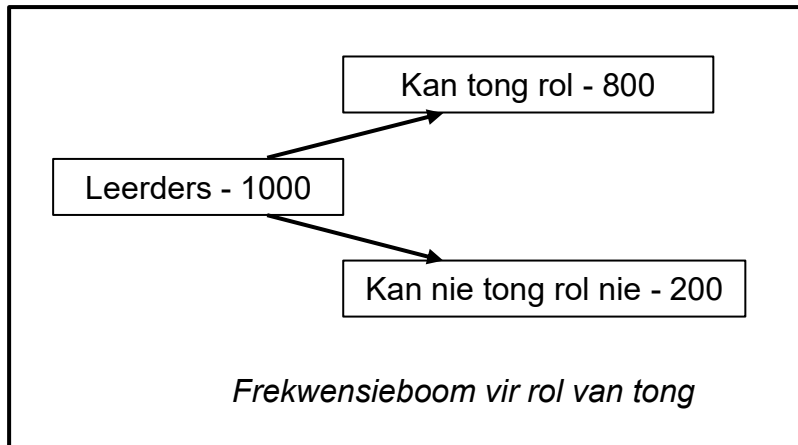 Kan tong rol - 800
Leerders - 1000
Kan nie tong rol nie - 200
Frekwensieboom vir rol van tong